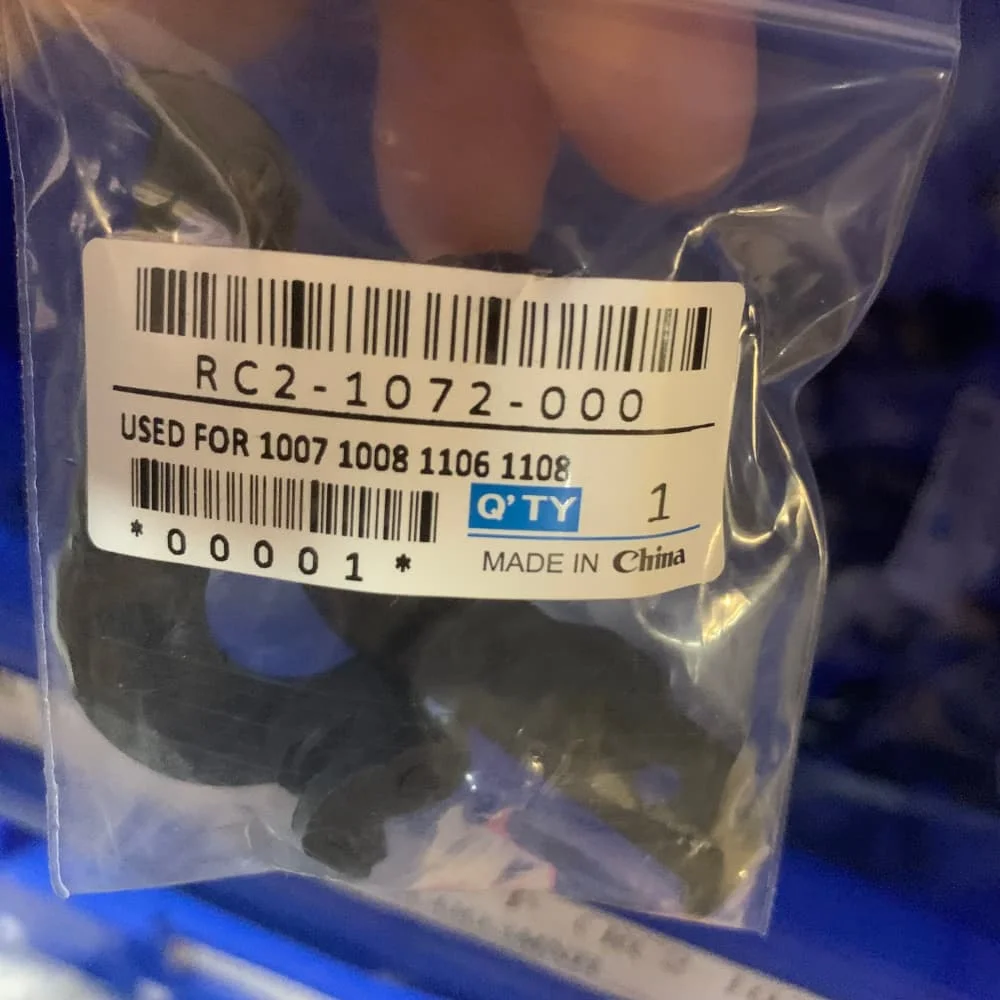 RC2-1072-000
USED FOR 1007 1008 1106 1108
Q'TY 1
*00001*
MADE IN China